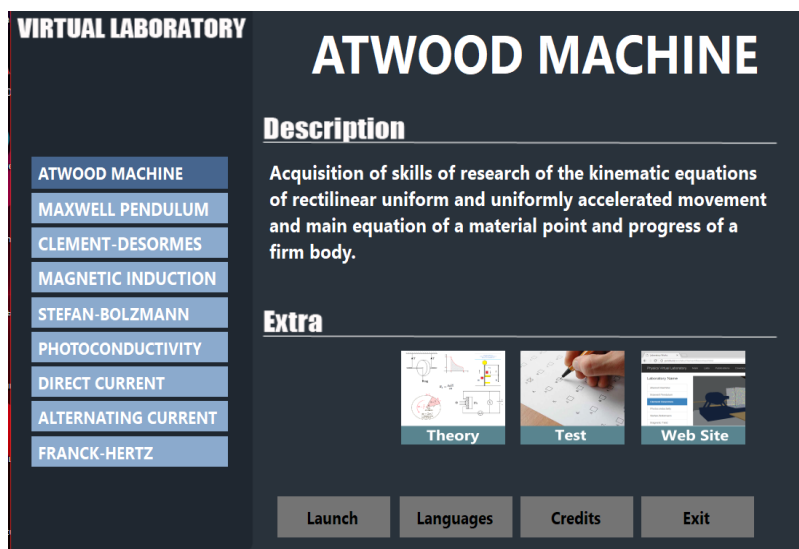 VIRTUAL LABORATORY
ATWOOD MACHINE
MAXWELL PENDULUM
CLEMENT-DESORMES
MAGNETIC INDUCTION
STEFAN-BOLZMANN
PHOTOCONDUCTIVITY
DIRECT CURRENT
ALTERNATING CURRENT
FRANCK-HERTZ
ATWOOD MACHINE
Description
Acquisition of skills of research of the kinematic equations
of rectilinear uniform and uniformly accelerated movement
and main equation of a material point and progress of a
firm body.
Extra
Theory
Test
Web Site
Launch
Languages
Credits
Exit